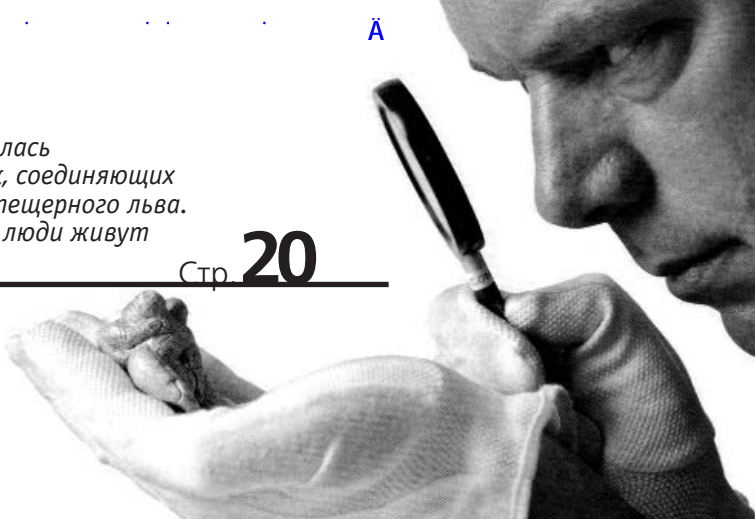 Ä
лась
, соединяющих
пещерного льва.
люди живут
Стр. 20